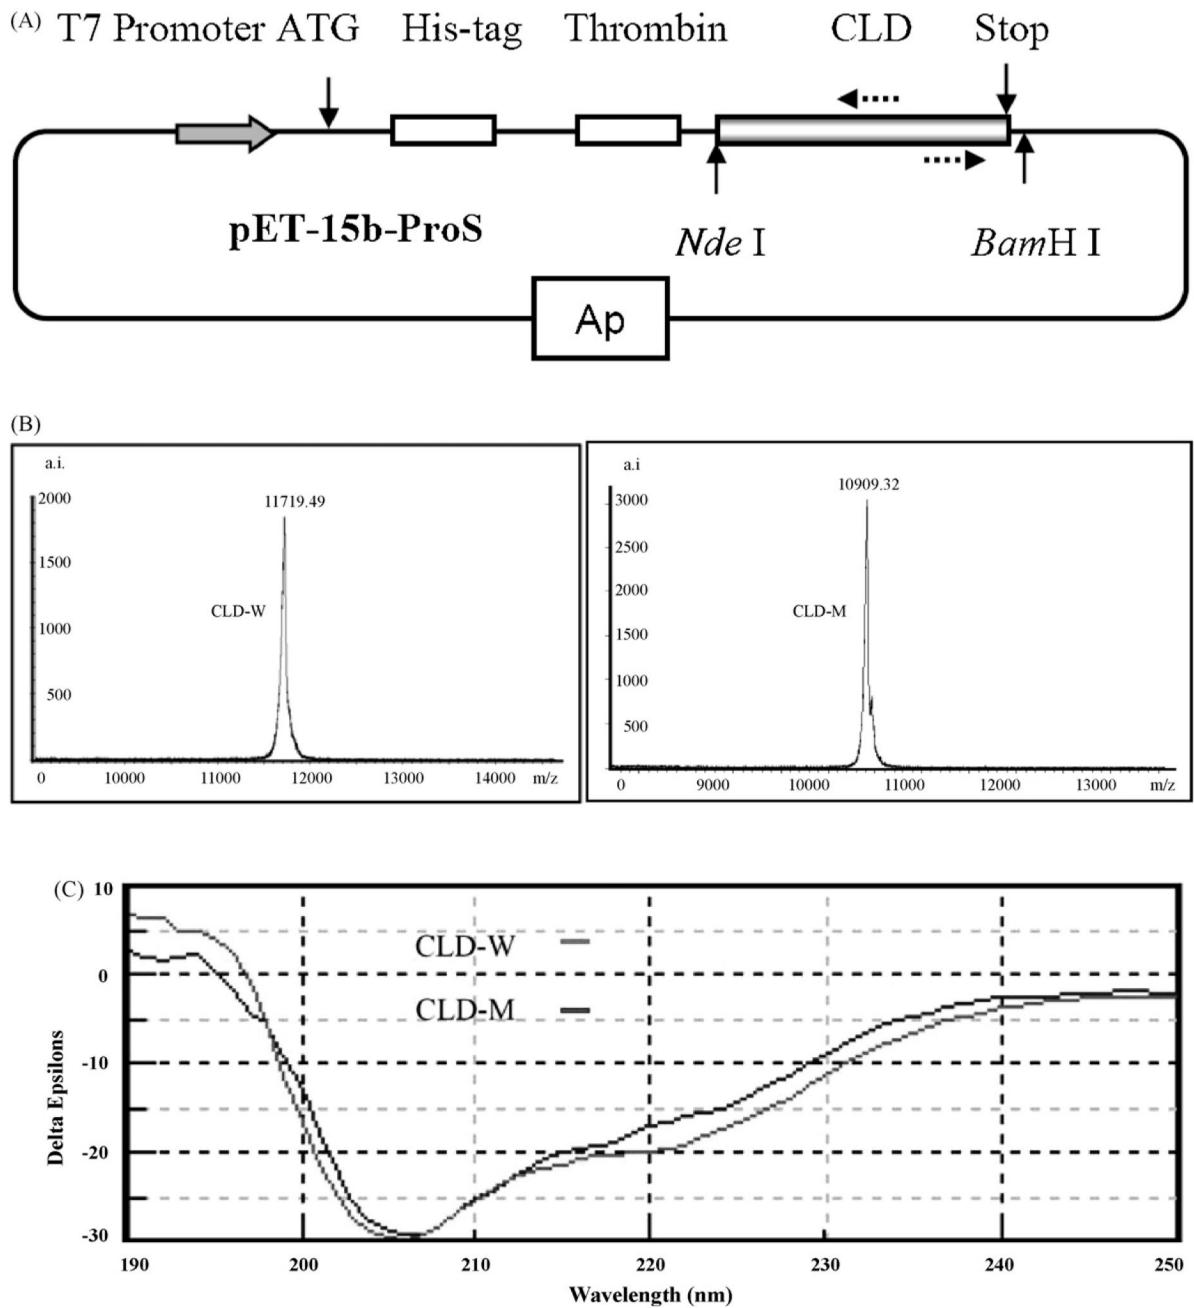 (A) T7 Promoter ATG His-tag Thrombin CLD Stop
pET-15b-ProS
Nde I
BamH I
Ap
(B)
a.i.
2000
11719.49
1500
CLD-W
1000
500
0 10000 11000 12000 13000 14000 m/z
a.i
10909.32
3000
2500
2000
CLD-M
1500
1000
500
0 9000 10000 11000 12000 13000 m/z
(C)
10
CLD-W
0
CLD-M
-10
Delta Epsilons
-20
-30
190 200 210 220 230 240 250
Wavelength (nm)